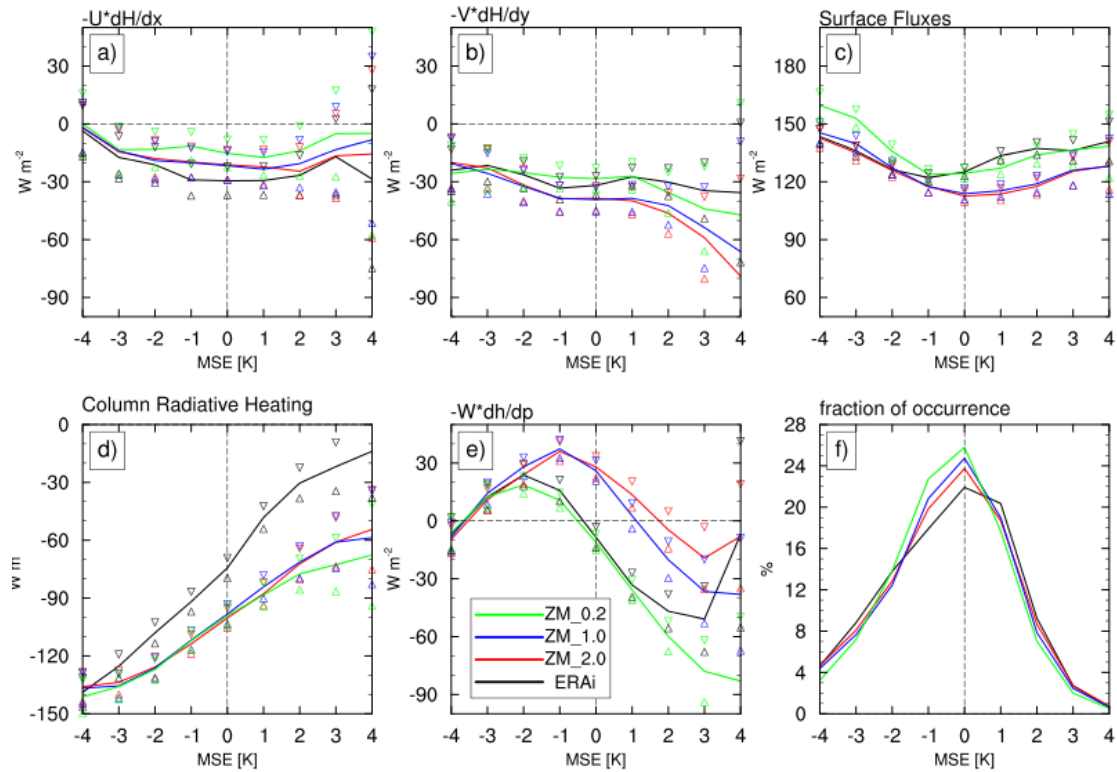 -U*dH/dx
-V*dH/dy
Surface Fluxes
a)
b)
c)
30
0
-30
-60
-90
W m-2
30
0
-30
-60
-90
W m-2
180
150
120
90
60
W m-2
-4 -3 -2 -1 0 1 2 3 4
-4 -3 -2 -1 0 1 2 3 4
-4 -3 -2 -1 0 1 2 3 4
MSE [K]
MSE [K]
MSE [K]
Column Radiative Heating
-W*dh/dp
fraction of occurrence
d)
e)
f)
0
-30
-60
-90
-120
-150
W m
30
0
-30
-60
-90
W m-2
28
24
20
16
12
8
4
0
%
ZM_0.2
ZM_1.0
ZM_2.0
ERAi
-4 -3 -2 -1 0 1 2 3 4
-4 -3 -2 -1 0 1 2 3 4
-4 -3 -2 -1 0 1 2 3 4
MSE [K]
MSE [K]
MSE [K]